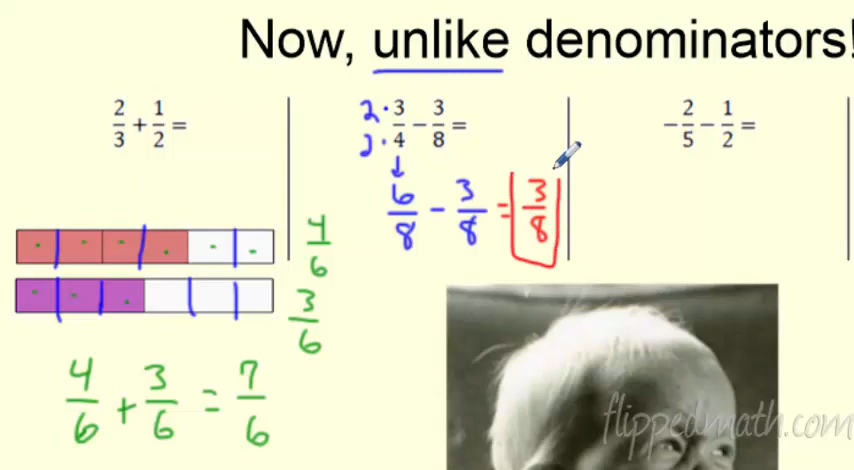 Now, unlike denominators!
2/3 + 1/2 =
4/6
3/6
4/6 + 3/6 = 7/6
2 · 3/2 · 4 − 3/8 =
6/8 − 3/8 = 3/8
−2/5 − 1/2 =
flippedmath.com